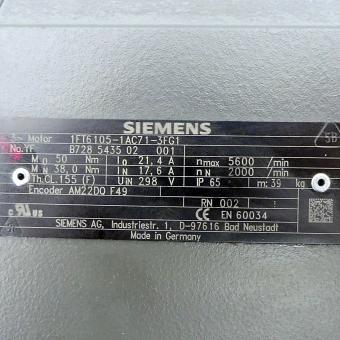 SIEMENS
3~ Motor 1FT6105-1AC71-3FG1
No. YF B728 5435 02 001
M0 50 Nm I0 21,4 A nmax 5600 /min
MN 38,0 Nm IN 17,6 A nN 2000 /min
Th.CL.155 (F) UiN 298 V IP 65 m: 39 kg
Encoder AM22DQ F49 RN 002
c RU us CE EN 60034
SIEMENS AG, Industriestr. 1, D-97616 Bad Neustadt
Made in Germany